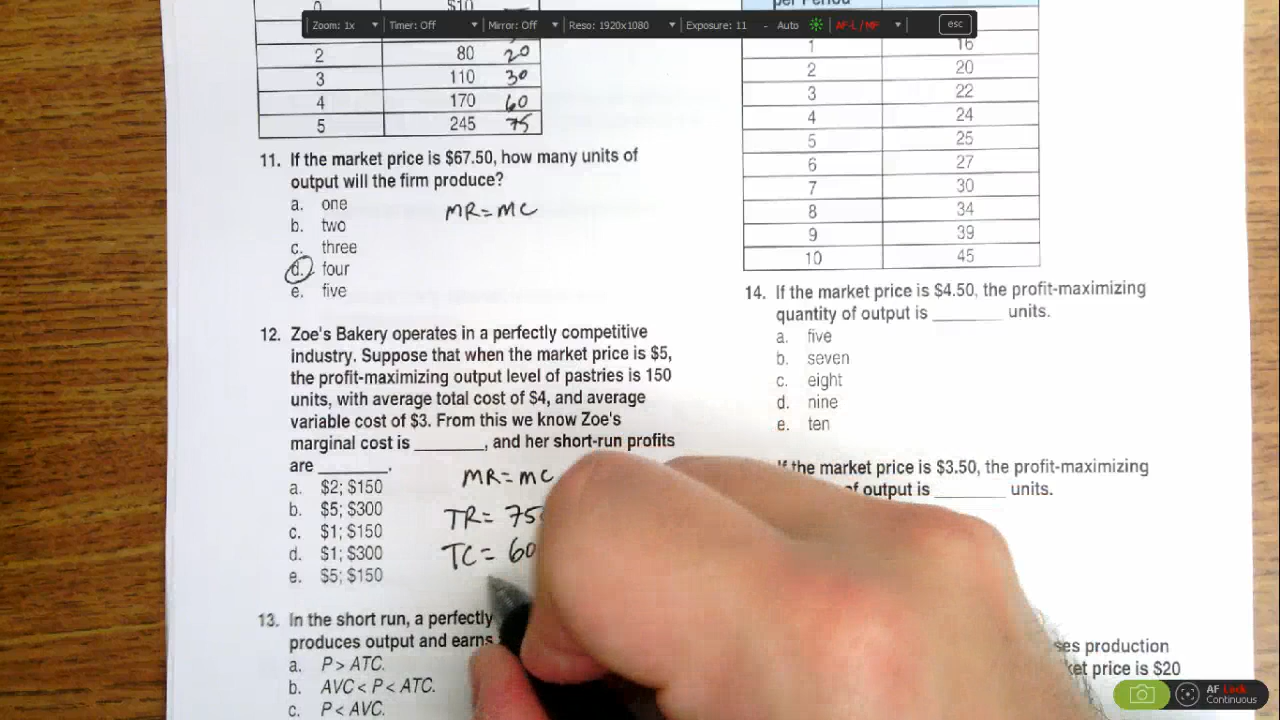 Zoom: 1x Timer: Off Mirror: Off Reso: 1920x1080 Exposure: 11 - Auto AF-L / MF esc
0 $10
2 80 20
3 110 30
4 170 60
5 245 75
11. If the market price is $67.50, how many units of
output will the firm produce?
a. one
b. two
c. three
d. four
e. five
MR=MC
12. Zoe's Bakery operates in a perfectly competitive
industry. Suppose that when the market price is $5,
the profit-maximizing output level of pastries is 150
units, with average total cost of $4, and average
variable cost of $3. From this we know Zoe's
marginal cost is _______, and her short-run profits
are _______.
a. $2; $150
b. $5; $300
c. $1; $150
d. $1; $300
e. $5; $150
MR=MC
TR= 75
TC= 60
13. In the short run, a perfectly
produces output and earns
a. P > ATC.
b. AVC < P < ATC.
c. P < AVC.
per Period
1 16
2 20
3 22
4 24
5 25
6 27
7 30
8 34
9 39
10 45
14. If the market price is $4.50, the profit-maximizing
quantity of output is _______ units.
a. five
b. seven
c. eight
d. nine
e. ten
If the market price is $3.50, the profit-maximizing
of output is _______ units.
ses production
ket price is $20
AF Lock
Continuous